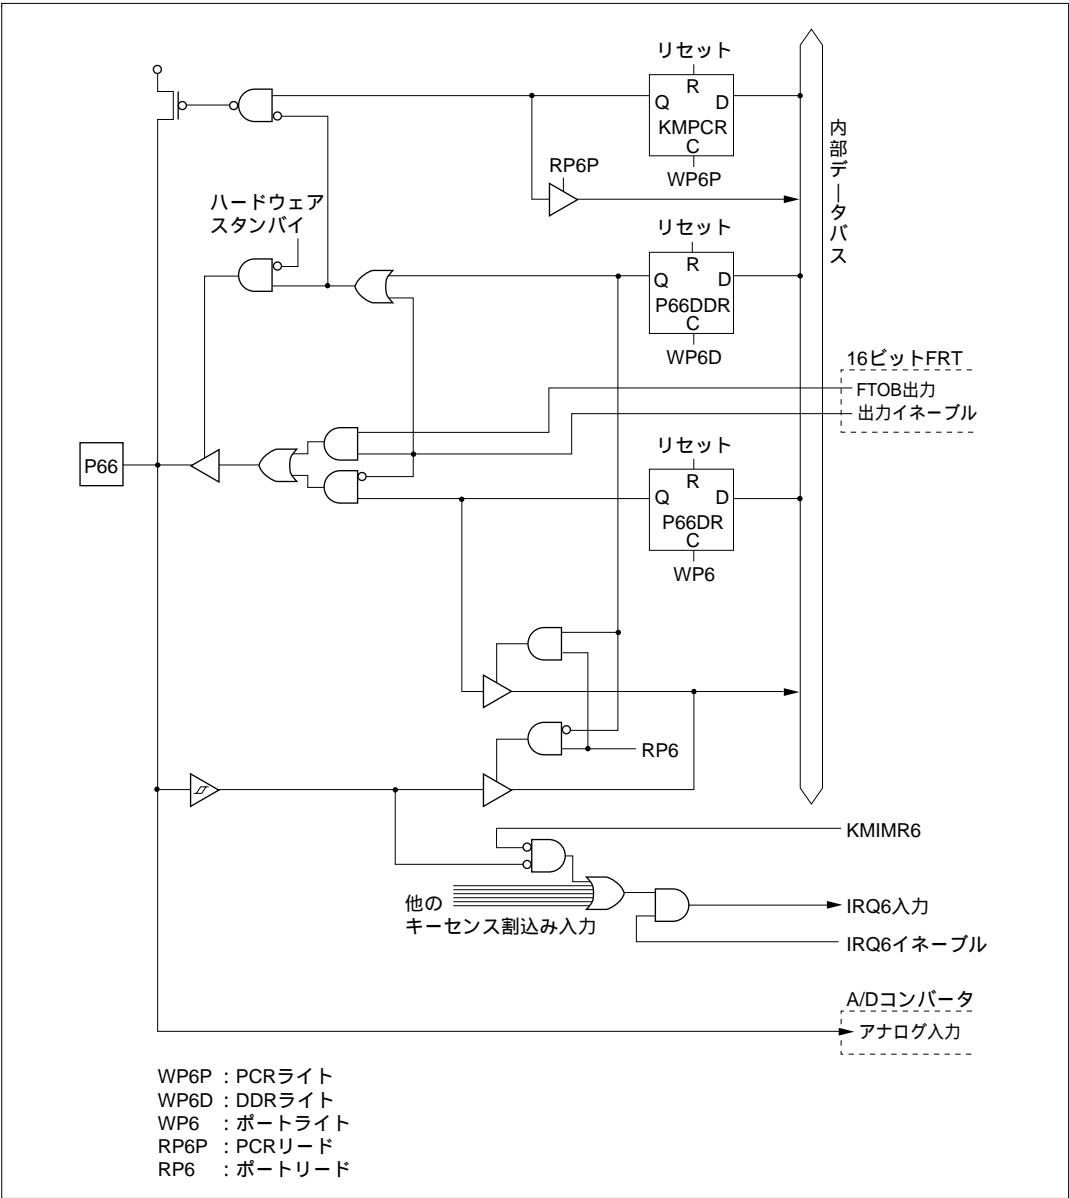 リセット
R
Q D
KMPCR
C
WP6P
RP6P
内部データバス
ハードウェア
スタンバイ
リセット
R
Q D
P66DDR
C
WP6D
16ビットFRT
FTOB出力
出力イネーブル
リセット
R
Q D
P66DR
C
WP6
P66
RP6
KMIMR6
他の
キーセンス割込み入力
IRQ6入力
IRQ6イネーブル
A/Dコンバータ
アナログ入力
WP6P : PCRライト
WP6D : DDRライト
WP6 : ポートライト
RP6P : PCRリード
RP6 : ポートリード